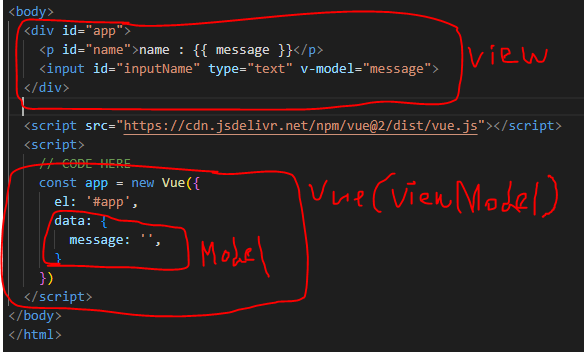 <body>
<div id="app">
<p id="name">name : {{ message }}</p>
<input id="inputName" type="text" v-model="message">
</div>
View
<script src="https://cdn.jsdelivr.net/npm/vue@2/dist/vue.js"></script>
<script>
// CODE HERE
const app = new Vue({
el: '#app',
data: {
message: '',
}
})
Vue(ViewModel)
Model
</script>
</body>
</html>